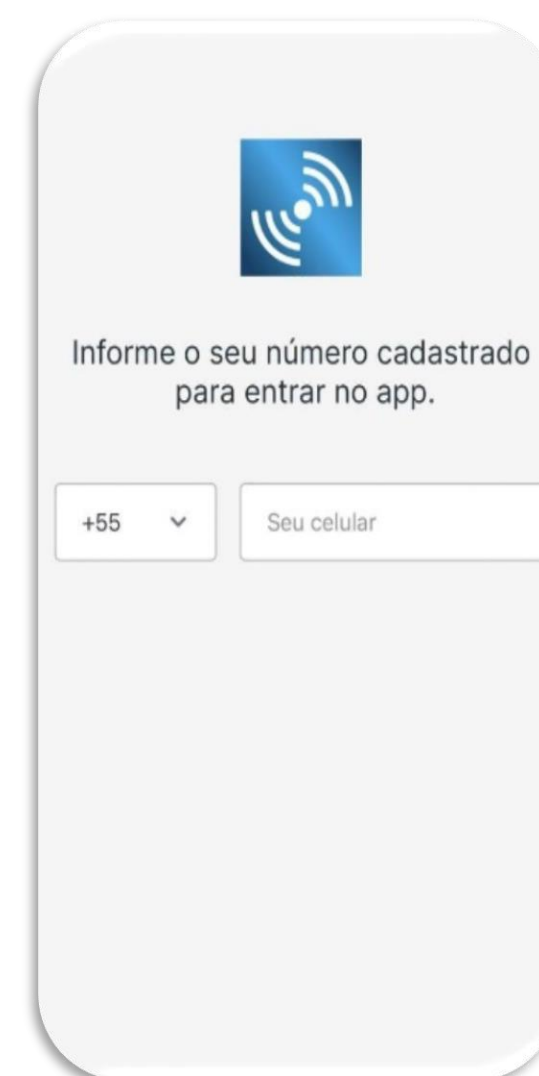 Informe o seu número cadastrado
para entrar no app.
+55 Seu celular